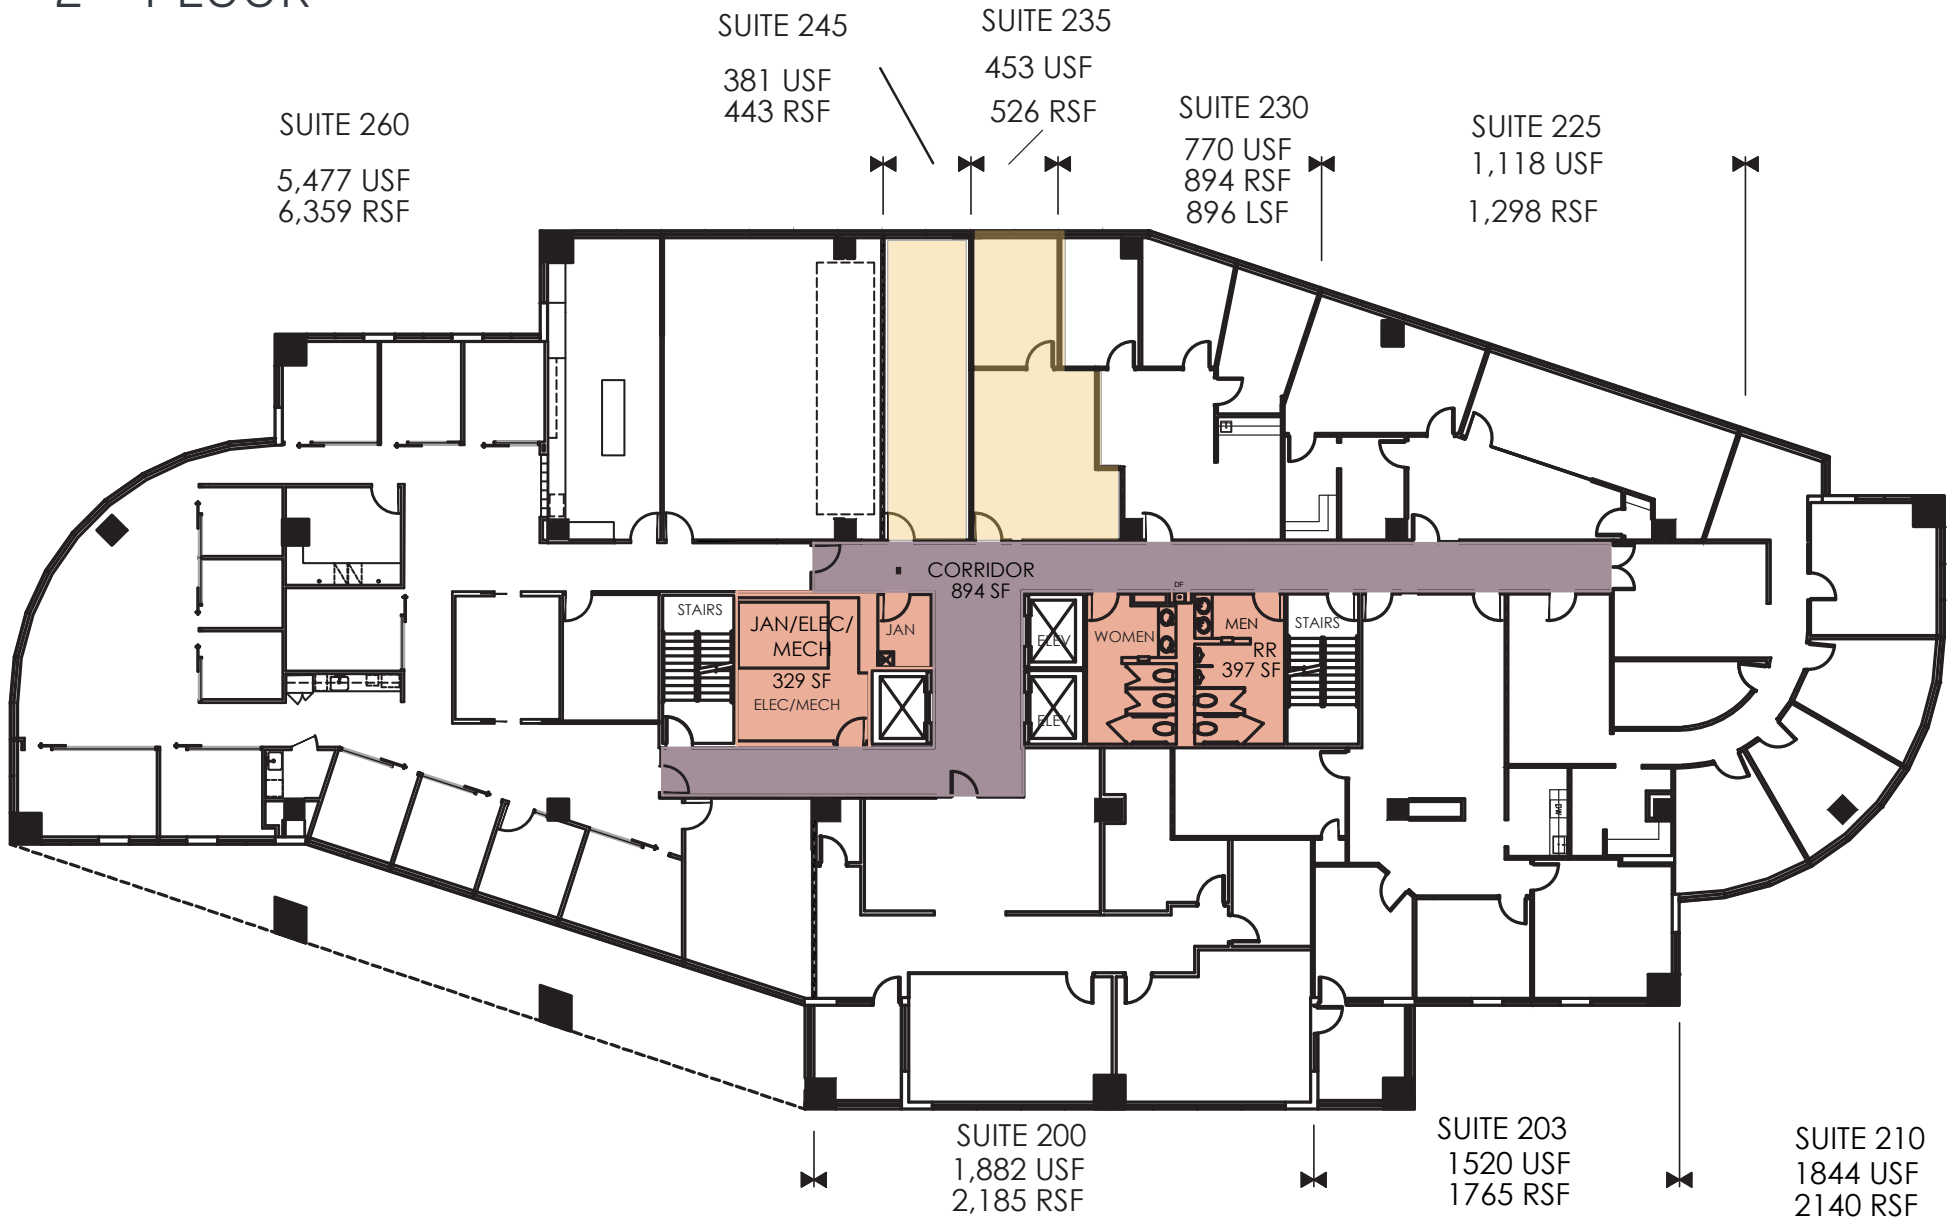 2 FLOOR
SUITE 245
381 USF
443 RSF
SUITE 235
453 USF
526 RSF
SUITE 260
5,477 USF
6,359 RSF
SUITE 230
770 USF
894 RSF
896 LSF
SUITE 225
1,118 USF
1,298 RSF
CORRIDOR
894 SF
DF
STAIRS
JAN/ELEC/
MECH
329 SF
ELEC/MECH
JAN
ELEV
ELEV
WOMEN
MEN
RR
397 SF
STAIRS
DW
SUITE 200
1,882 USF
2,185 RSF
SUITE 203
1520 USF
1765 RSF
SUITE 210
1844 USF
2140 RSF